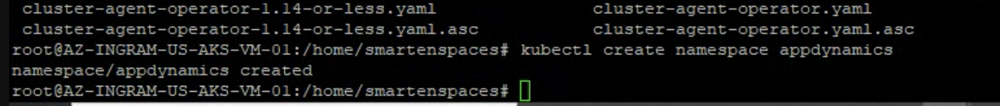 cluster-agent-operator-1.14-or-less.yaml cluster-agent-operator.yaml
cluster-agent-operator-1.14-or-less.yaml.asc cluster-agent-operator.yaml.asc
root@AZ-INGRAM-US-AKS-VM-01:/home/smartenspaces# kubectl create namespace appdynamics
namespace/appdynamics created
root@AZ-INGRAM-US-AKS-VM-01:/home/smartenspaces#